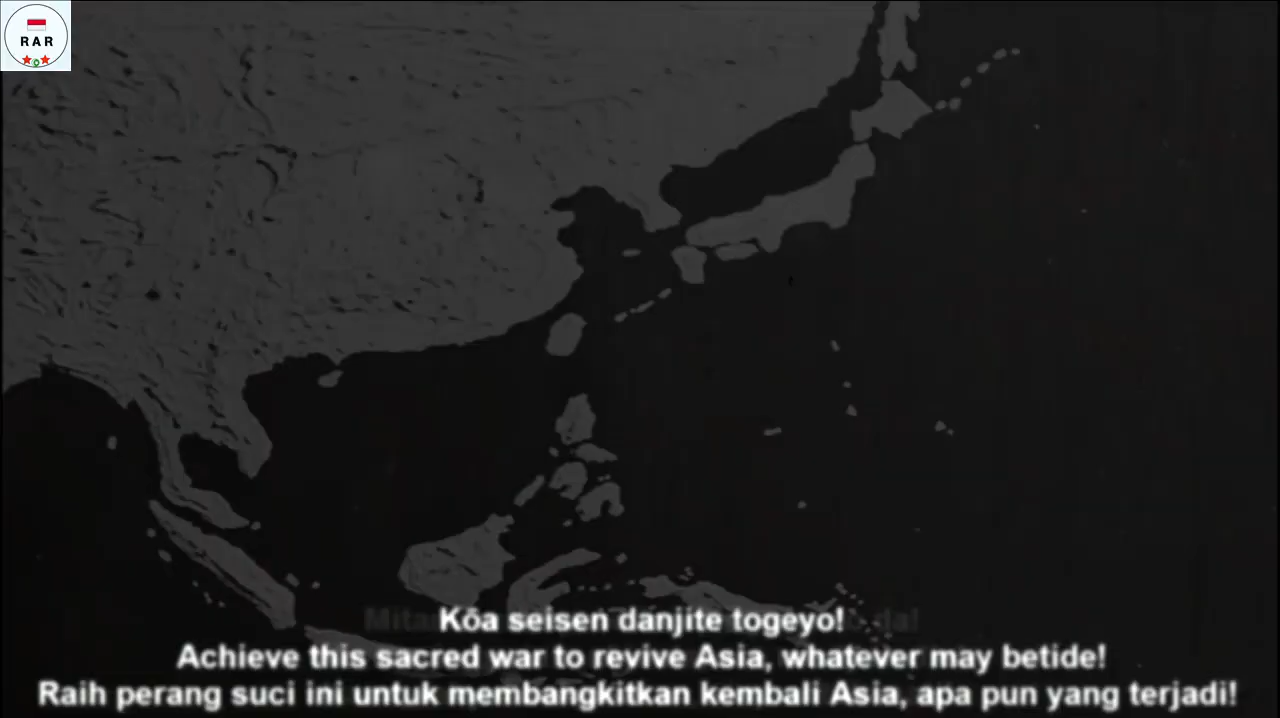 RAR
Kōa seisen danjite togeyo!
Achieve this sacred war to revive Asia, whatever may betide!
Raih perang suci ini untuk membangkitkan kembali Asia, apa pun yang terjadi!